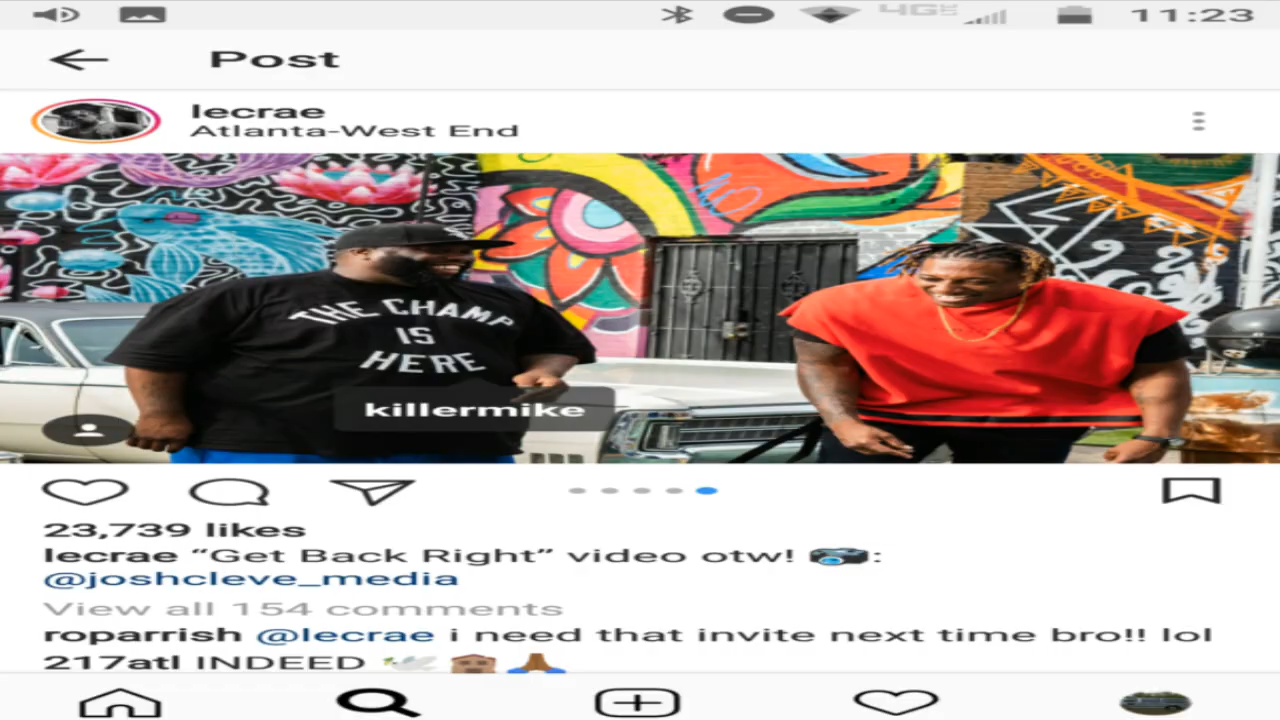 4G 11:23
Post
lecrae
Atlanta-West End
THE CHAMP
IS
HERE
killermike
23,739 likes
lecrae “Get Back Right” video otw! 📷:
@joshcleve_media
View all 154 comments
roparrish @lecrae i need that invite next time bro!! lol
217atl INDEED